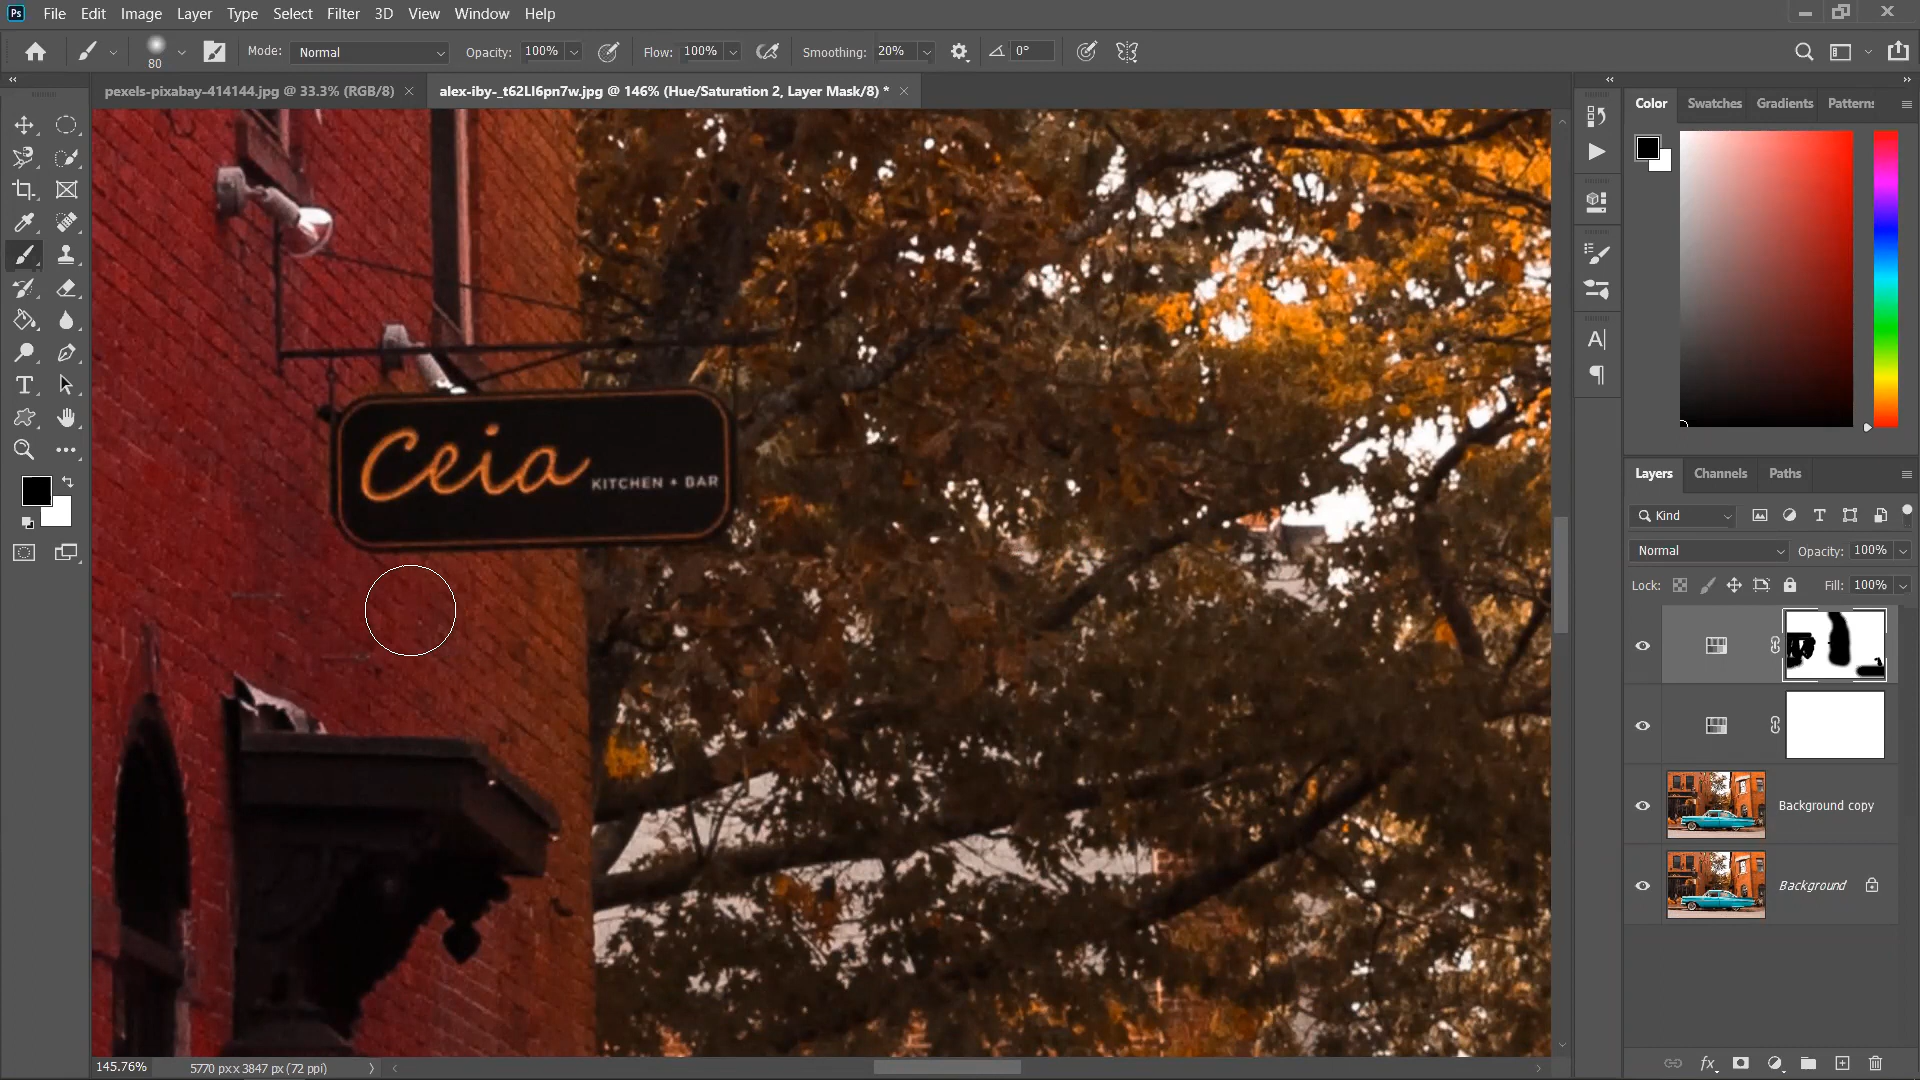 Ps File Edit Image Layer Type Select Filter 3D View Window Help
80 Mode: Normal Opacity: 100% Flow: 100% Smoothing: 20% 0°
pexels-pixabay-414144.jpg @ 33.3% (RGB/8) alex-iby-_t62LI6pn7w.jpg @ 146% (Hue/Saturation 2, Layer Mask/8) *
Color Swatches Gradients Patterns
Ceia KITCHEN + BAR
Layers Channels Paths
Kind
Normal Opacity: 100%
Lock: Fill: 100%
Background copy
Background
145.76% 5770 px x 3847 px (72 ppi)